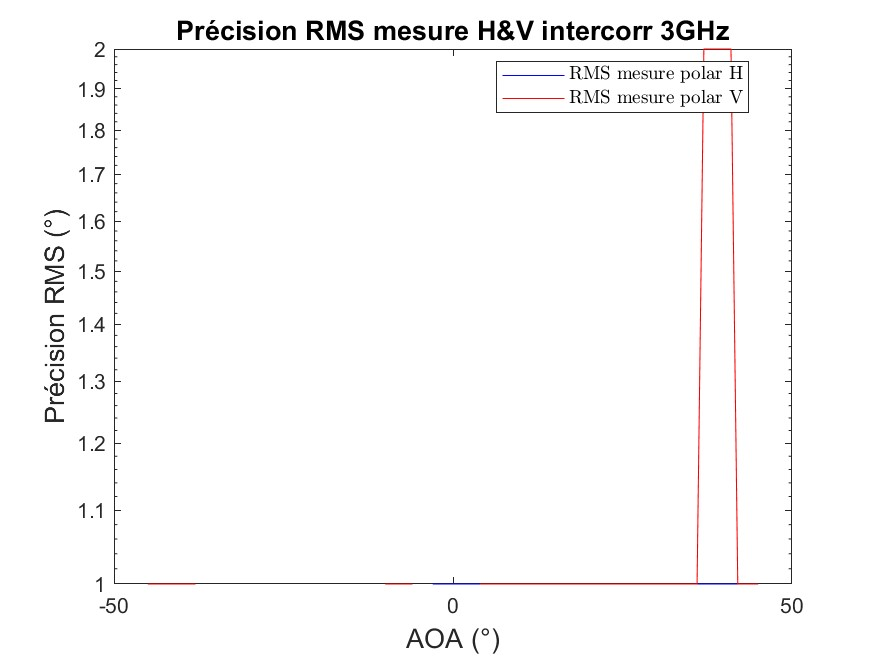 Précision RMS mesure H&V intercorr 3GHz
RMS mesure polar H
RMS mesure polar V
Précision RMS (°)
2
1.9
1.8
1.7
1.6
1.5
1.4
1.3
1.2
1.1
1
-50
0
50
AOA (°)